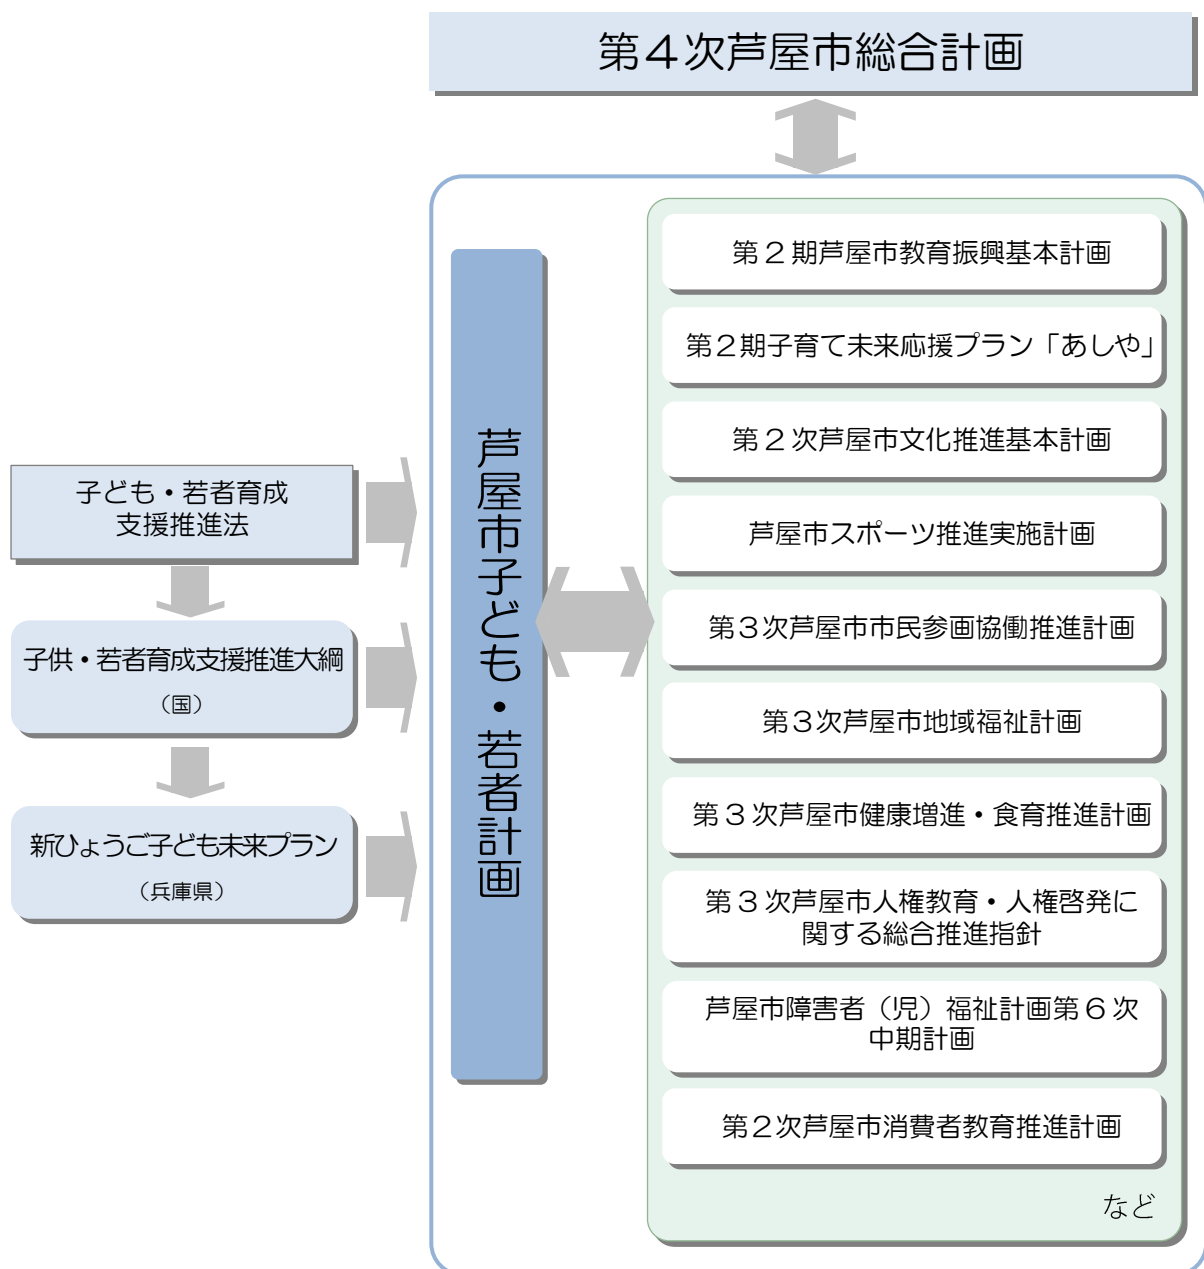 第4次芦屋市総合計画
子ども・若者育成
支援推進法
子供・若者育成支援推進大綱
（国）
新ひょうご子ども未来プラン
（兵庫県）
芦屋市子ども・若者計画
第２期芦屋市教育振興基本計画
第２期子育て未来応援プラン「あしや」
第２次芦屋市文化推進基本計画
芦屋市スポーツ推進実施計画
第３次芦屋市市民参画協働推進計画
第３次芦屋市地域福祉計画
第３次芦屋市健康増進・食育推進計画
第３次芦屋市人権教育・人権啓発に
関する総合推進指針
芦屋市障害者（児）福祉計画第６次
中期計画
第２次芦屋市消費者教育推進計画
など